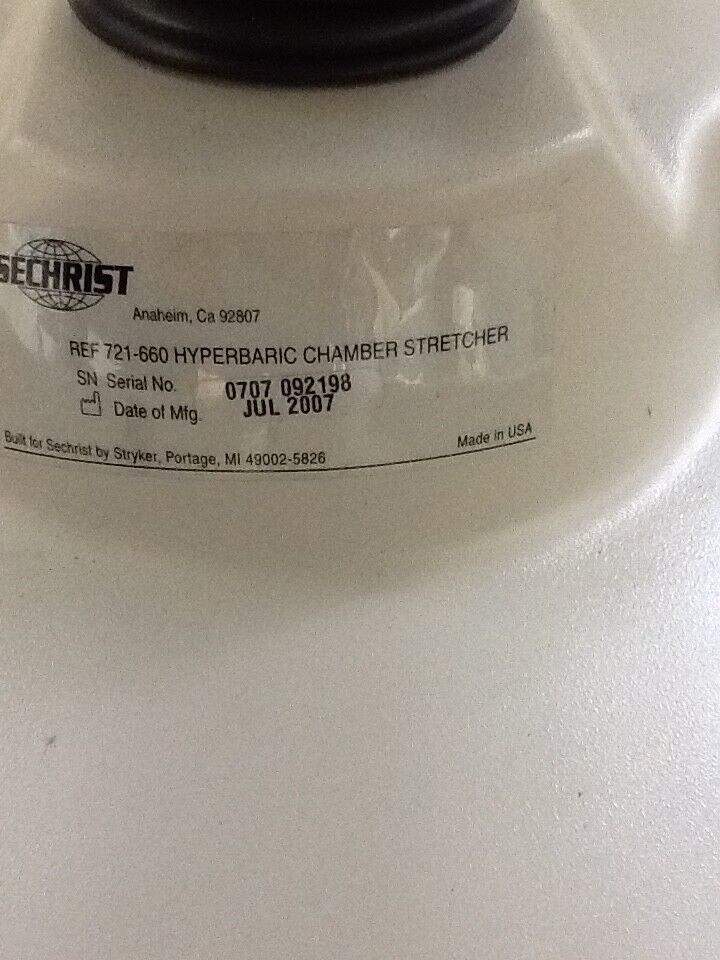 SECHRIST
Anaheim, Ca 92807
REF 721-660 HYPERBARIC CHAMBER STRETCHER
SN Serial No. 0707 092198
Date of Mfg. JUL 2007
Built for Sechrist by Stryker, Portage, MI 49002-5826 Made in USA